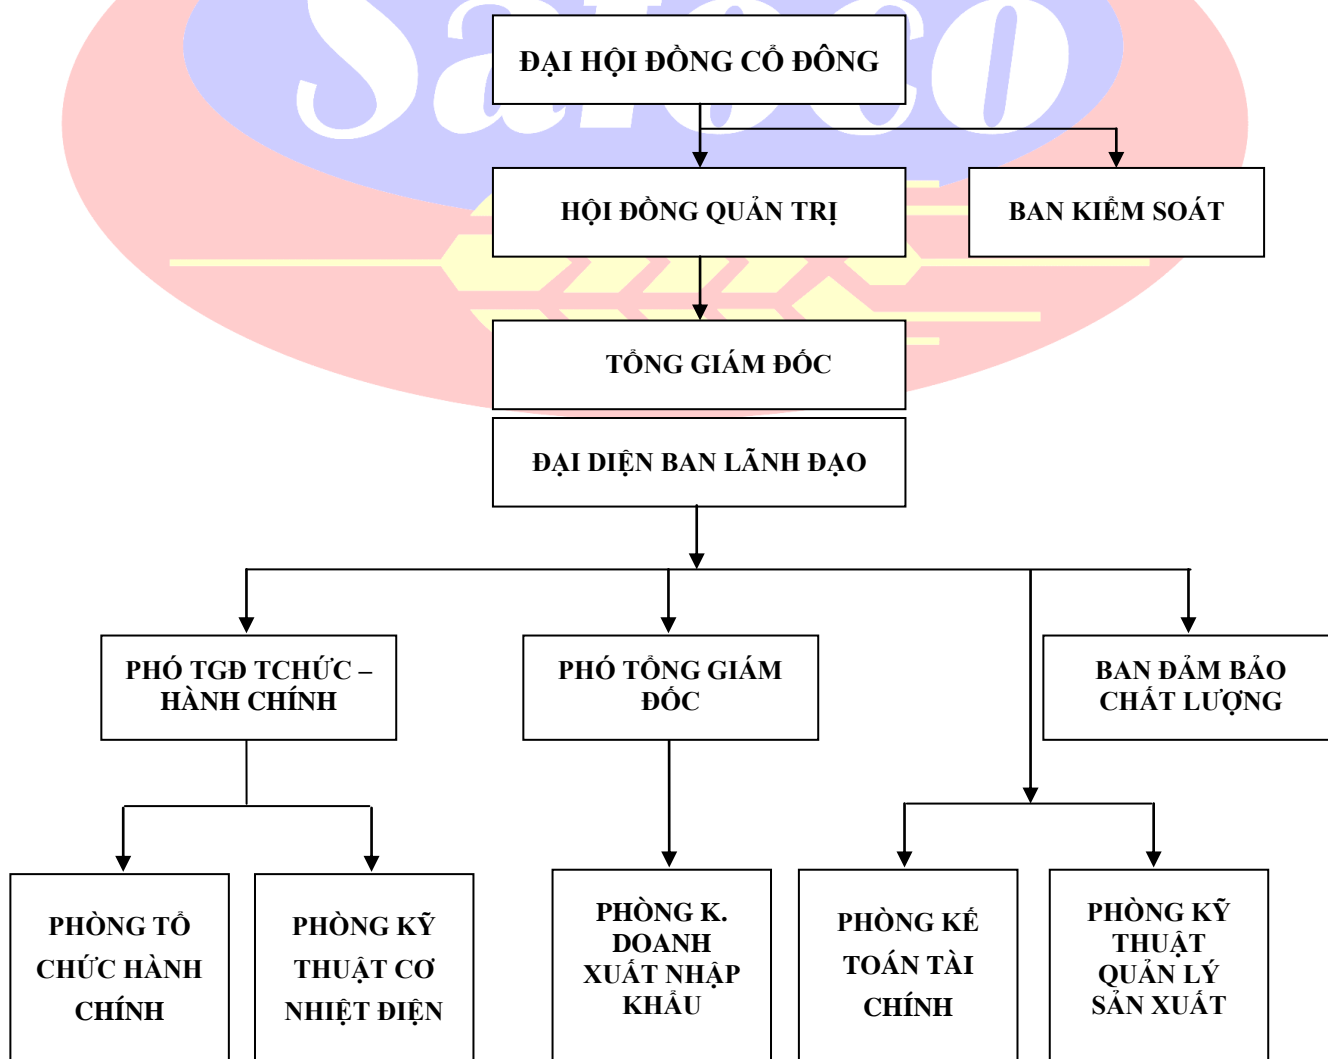 Safoco
ĐẠI HỘI ĐỒNG CỔ ĐÔNG
HỘI ĐỒNG QUẢN TRỊ
BAN KIỂM SOÁT
TỔNG GIÁM ĐỐC
ĐẠI DIỆN BAN LÃNH ĐẠO
PHÓ TGĐ TCHỨC –
HÀNH CHÍNH
PHÓ TỔNG GIÁM
ĐỐC
BAN ĐẢM BẢO
CHẤT LƯỢNG
PHÒNG TỔ
CHỨC HÀNH
CHÍNH
PHÒNG KỸ
THUẬT CƠ
NHIỆT ĐIỆN
PHÒNG K.
DOANH
XUẤT NHẬP
KHẨU
PHÒNG KẾ
TOÁN TÀI
CHÍNH
PHÒNG KỸ
THUẬT
QUẢN LÝ
SẢN XUẤT